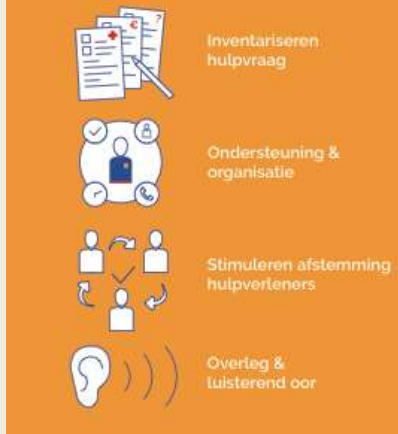 Inventariseren
hulpvraag
Ondersteuning &
organisatie
Stimuleren afstemming
hulpverleners
Overleg &
luisterend oor